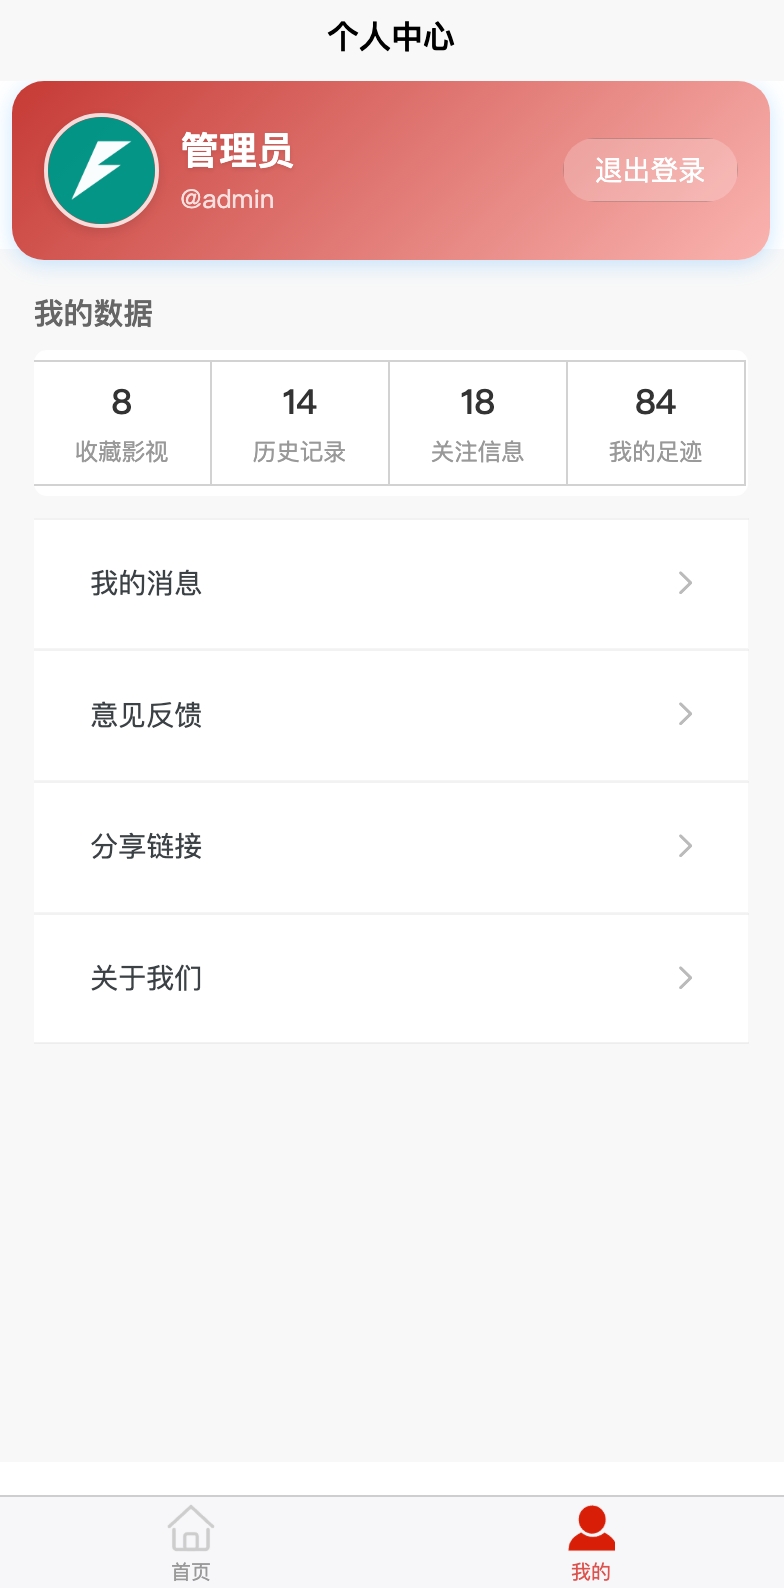 个人中心
管理员
@admin
退出登录
我的数据
8
收藏影视
14
历史记录
18
关注信息
84
我的足迹
我的消息
意见反馈
分享链接
关于我们
首页
我的